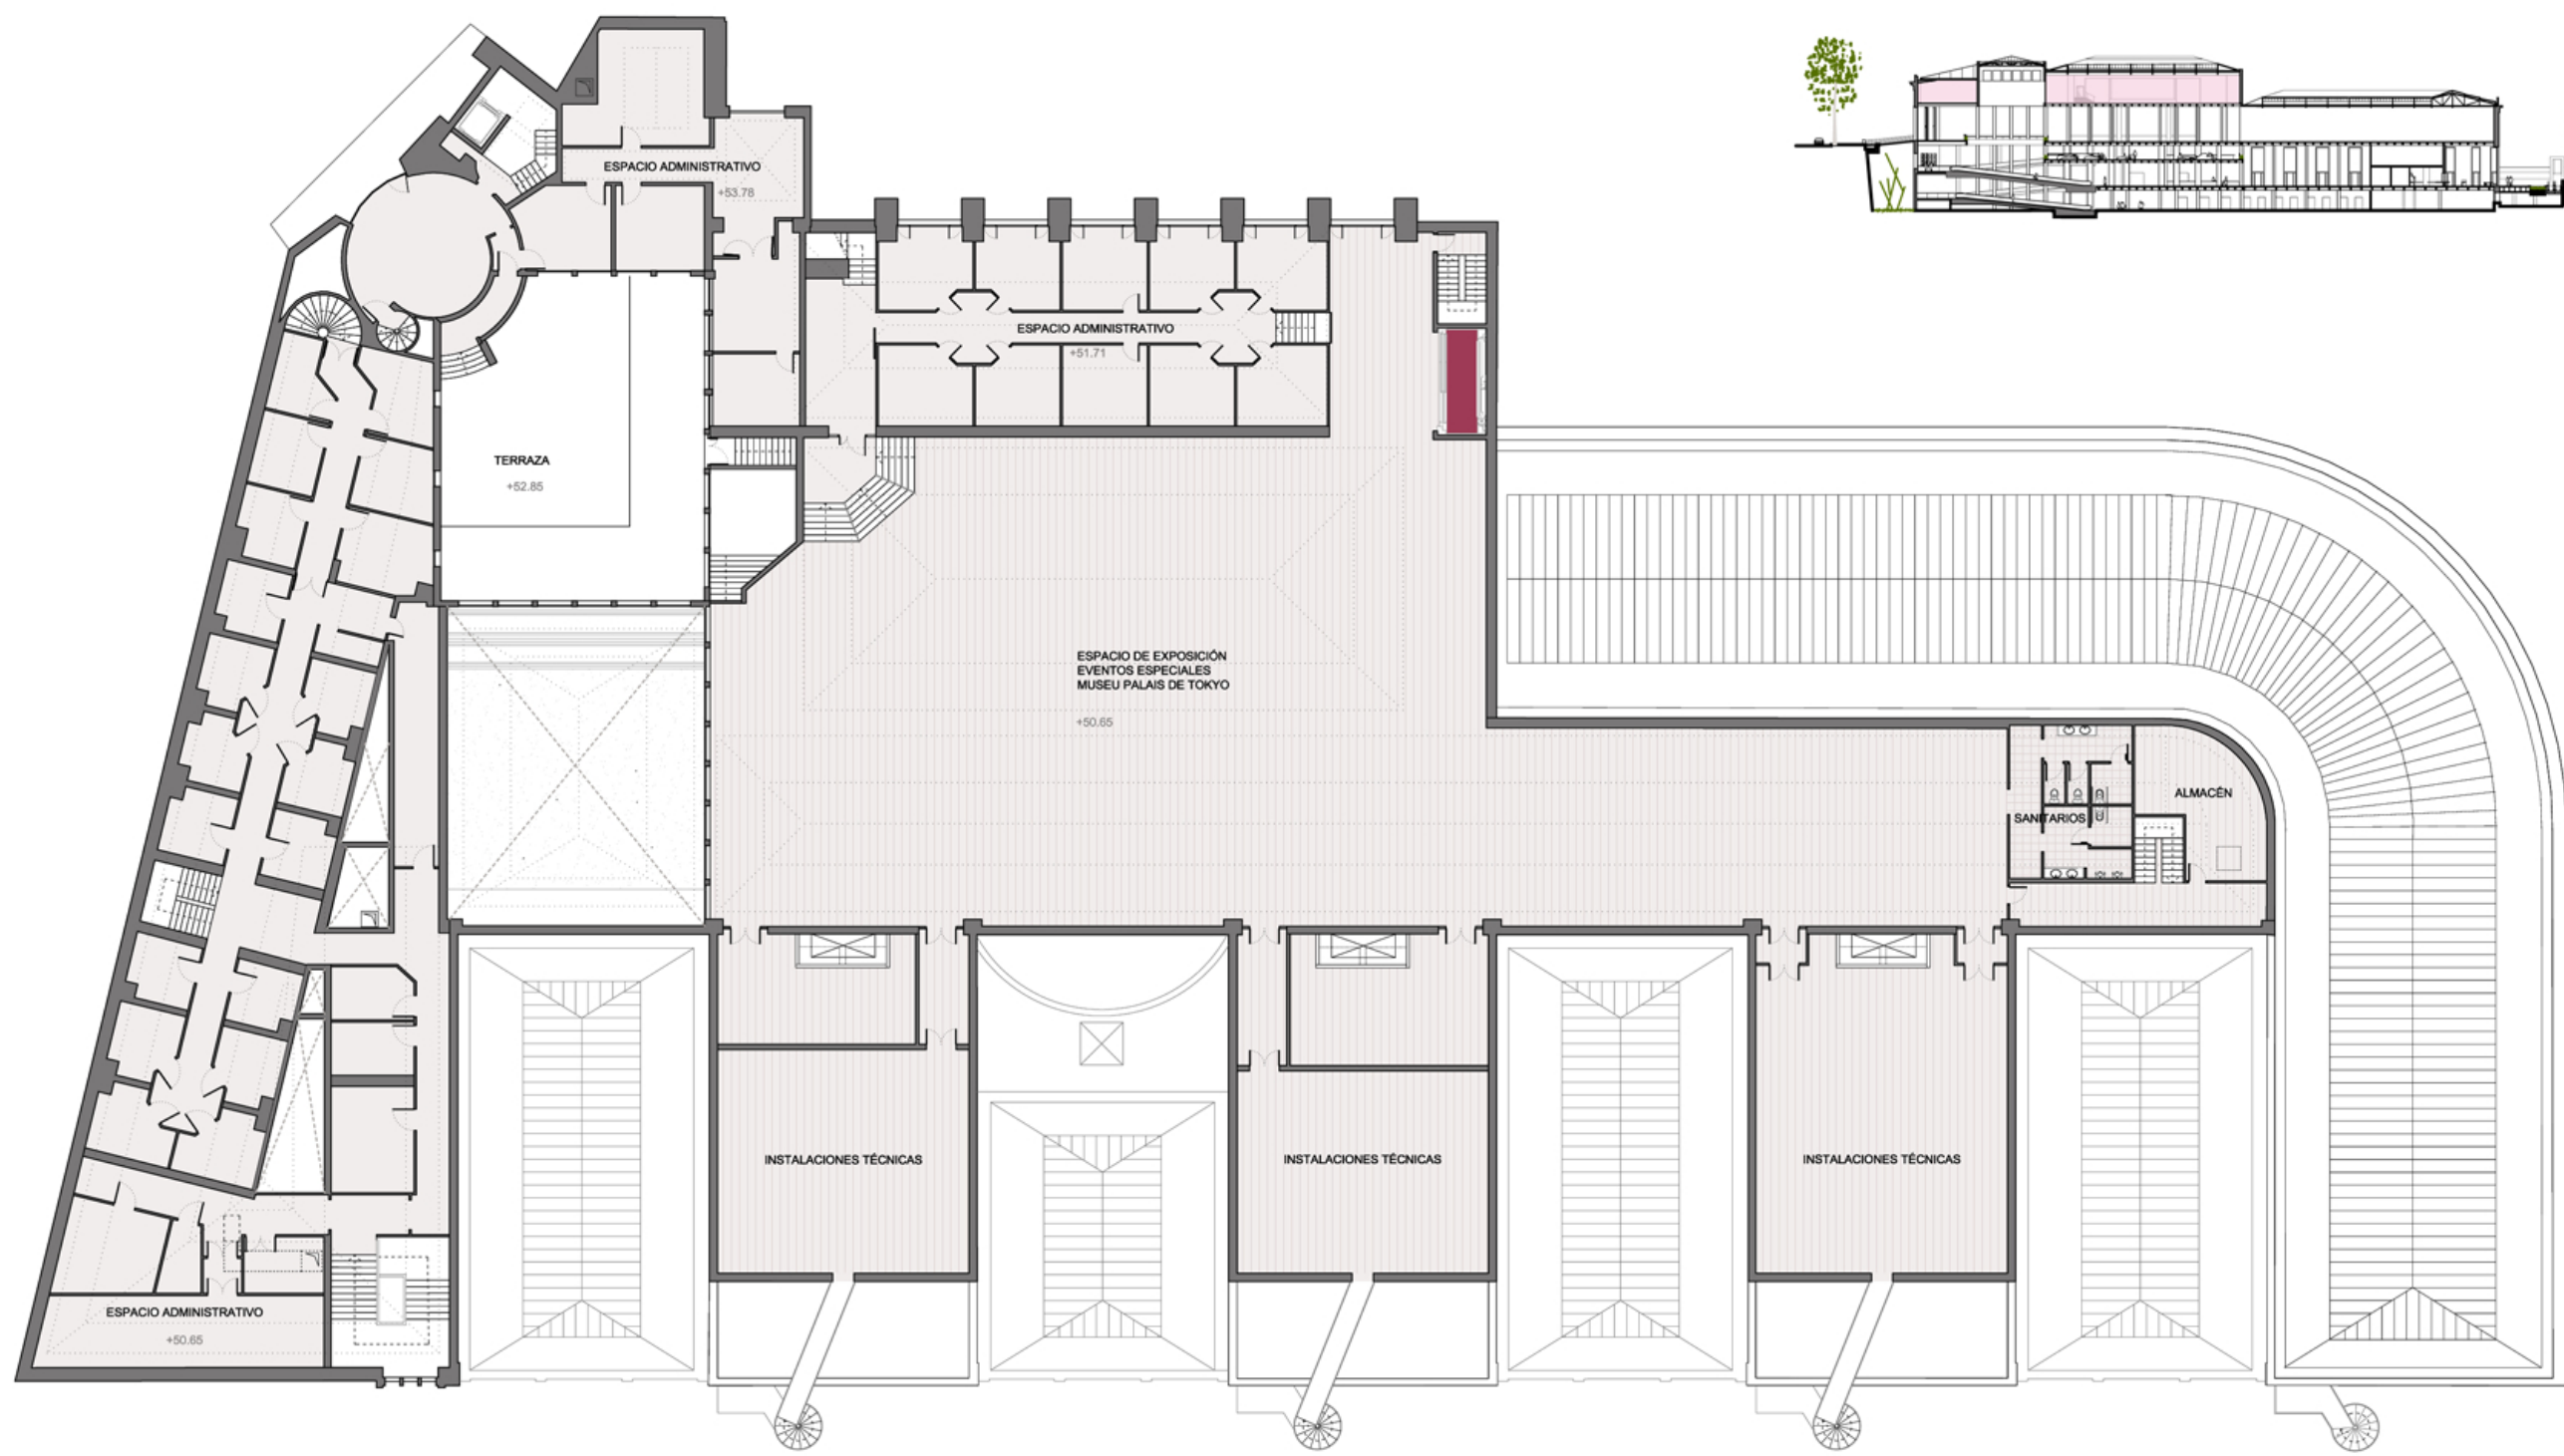 ESPACIO ADMINISTRATIVO
+53.78
ESPACIO ADMINISTRATIVO
+51.71
TERRAZA
+52.85
ESPACIO DE EXPOSICIÓN
EVENTOS ESPECIALES
MUSEU PALAIS DE TOKYO
+50.65
ALMACÉN
SANITARIOS
INSTALACIONES TÉCNICAS
INSTALACIONES TÉCNICAS
INSTALACIONES TÉCNICAS
ESPACIO ADMINISTRATIVO
+50.65